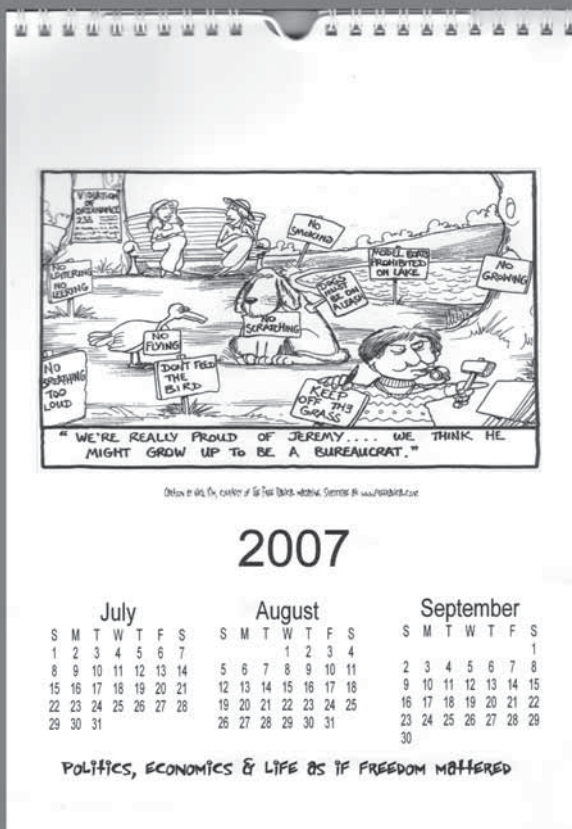 VIOLATION
OF
ORDINANCE
233
NO
SMOKING
NO
LOITERING
NO
LEERING
MODEL BOATS
PROHIBITED
ON LAKE
NO
GROWING
DOGS
MUST
BE ON
A LEASH
NO
SCRATCHING
NO
FLYING
DON'T FEED
THE
BIRD
NO
BREATHING
TOO
LOUD
KEEP
OFF THE
GRASS
" WE'RE REALLY PROUD OF JEREMY.... WE THINK HE
MIGHT GROW UP TO BE A BUREAUCRAT."
2007
July August September
S M T W T F S
1 2 3 4 5 6 7
8 9 10 11 12 13 14
15 16 17 18 19 20 21
22 23 24 25 26 27 28
29 30 31
S M T W T F S
1 2 3 4
5 6 7 8 9 10 11
12 13 14 15 16 17 18
19 20 21 22 23 24 25
26 27 28 29 30 31
S M T W T F S
1
2 3 4 5 6 7 8
9 10 11 12 13 14 15
16 17 18 19 20 21 22
23 24 25 26 27 28 29
30
POLITICS, ECONOMICS & LIFE AS IF FREEDOM MATTERED